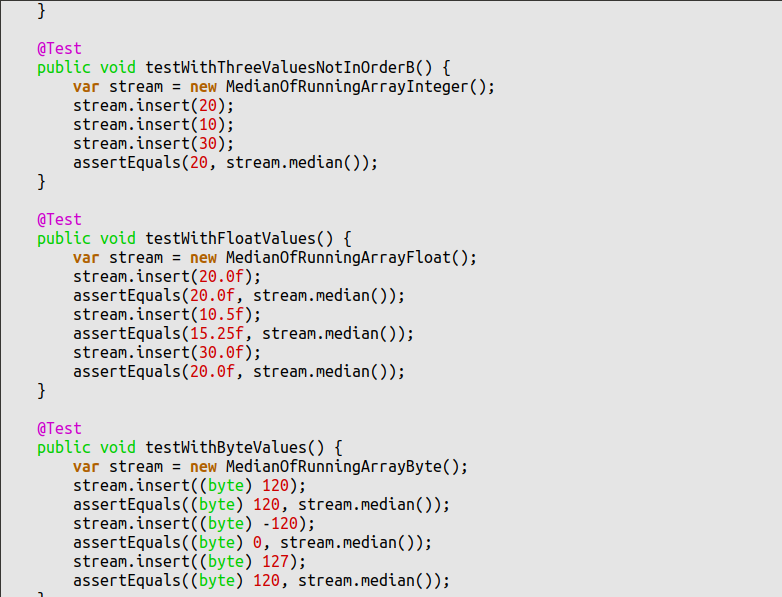 }
@Test
public void testWithThreeValuesNotInOrderB() {
var stream = new MedianOfRunningArrayInteger();
stream.insert(20);
stream.insert(10);
stream.insert(30);
assertEquals(20, stream.median());
}
@Test
public void testWithFloatValues() {
var stream = new MedianOfRunningArrayFloat();
stream.insert(20.0f);
assertEquals(20.0f, stream.median());
stream.insert(10.5f);
assertEquals(15.25f, stream.median());
stream.insert(30.0f);
assertEquals(20.0f, stream.median());
}
@Test
public void testWithByteValues() {
var stream = new MedianOfRunningArrayByte();
stream.insert((byte) 120);
assertEquals((byte) 120, stream.median());
stream.insert((byte) -120);
assertEquals((byte) 0, stream.median());
stream.insert((byte) 127);
assertEquals((byte) 120, stream.median());
}